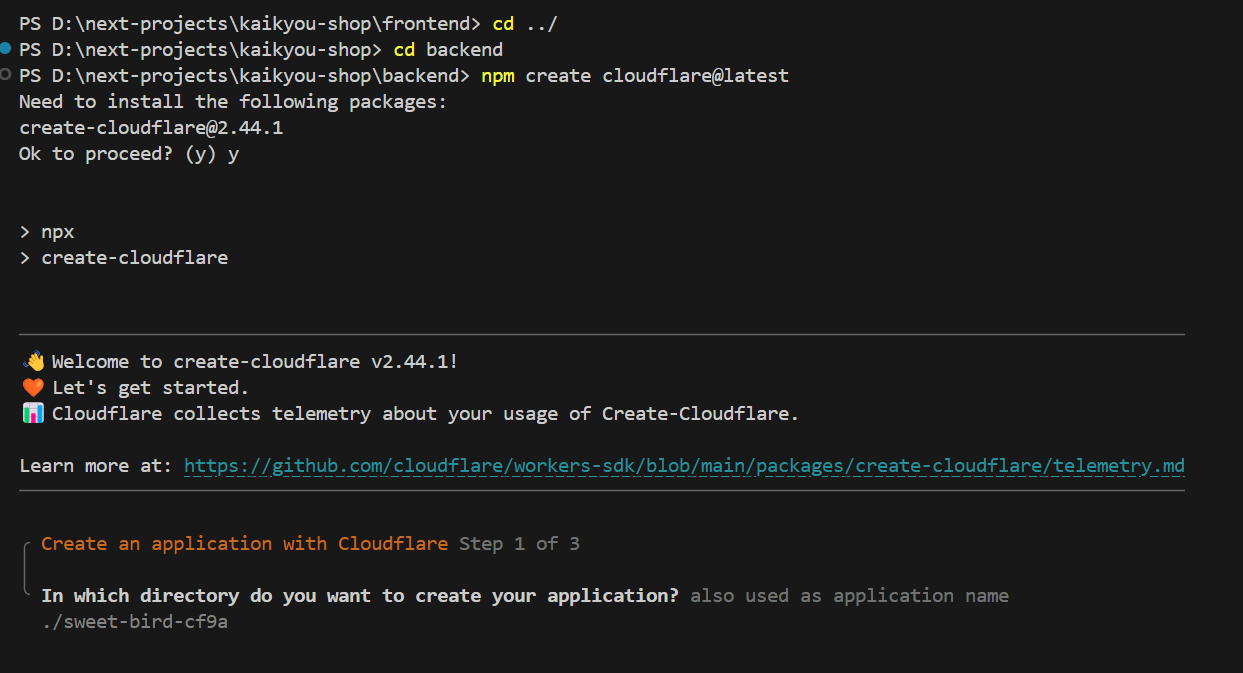 PS D:\next-projects\kaikyou-shop\frontend> cd ../
PS D:\next-projects\kaikyou-shop> cd backend
PS D:\next-projects\kaikyou-shop\backend> npm create cloudflare@latest
Need to install the following packages:
create-cloudflare@2.44.1
Ok to proceed? (y) y
> npx
> create-cloudflare
👋 Welcome to create-cloudflare v2.44.1!
🧡 Let's get started.
📊 Cloudflare collects telemetry about your usage of Create-Cloudflare.
Learn more at: https://github.com/cloudflare/workers-sdk/blob/main/packages/create-cloudflare/telemetry.md
Create an application with Cloudflare Step 1 of 3
In which directory do you want to create your application? also used as application name
./sweet-bird-cf9a